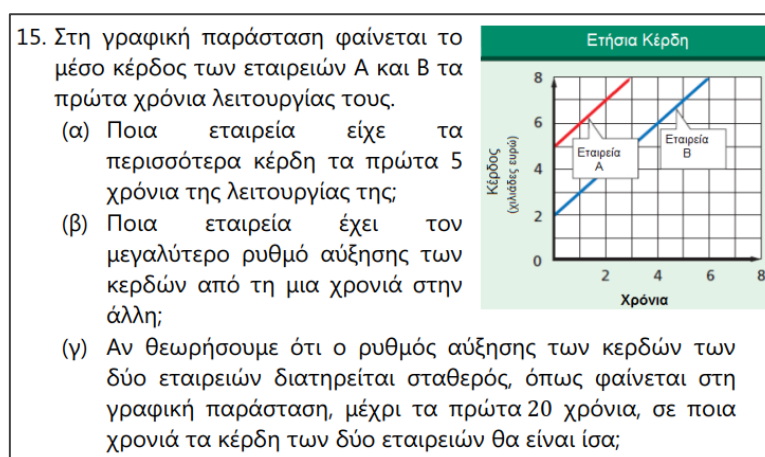 15. Στη γραφική παράσταση φαίνεται το
μέσο κέρδος των εταιρειών Α και Β τα
πρώτα χρόνια λειτουργίας τους.
(α) Ποια εταιρεία είχε τα
περισσότερα κέρδη τα πρώτα 5
χρόνια της λειτουργίας της;
(β) Ποια εταιρεία έχει τον
μεγαλύτερο ρυθμό αύξησης των
κερδών από τη μια χρονιά στην
άλλη;
(γ) Αν θεωρήσουμε ότι ο ρυθμός αύξησης των κερδών των
δύο εταιρειών διατηρείται σταθερός, όπως φαίνεται στη
γραφική παράσταση, μέχρι τα πρώτα 20 χρόνια, σε ποια
χρονιά τα κέρδη των δύο εταιρειών θα είναι ίσα;
Ετήσια Κέρδη
Κέρδος
(χιλιάδες ευρώ)
8
6
4
2
0
Εταιρεία
Α
Εταιρεία
Β
2 4 6 8
Χρόνια